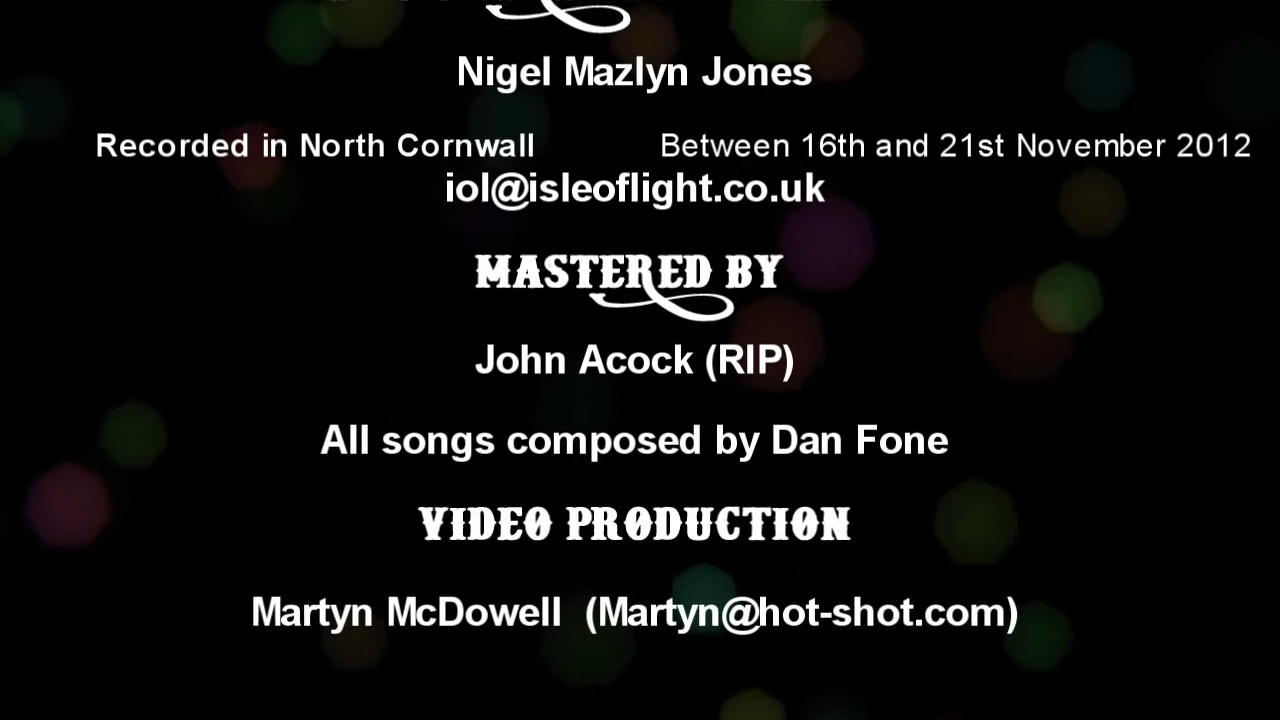 Nigel Mazlyn Jones
Recorded in North Cornwall Between 16th and 21st November 2012
iol@isleoflight.co.uk
MASTERED BY
John Acock (RIP)
All songs composed by Dan Fone
VIDEO PRODUCTION
Martyn McDowell (Martyn@hot-shot.com)